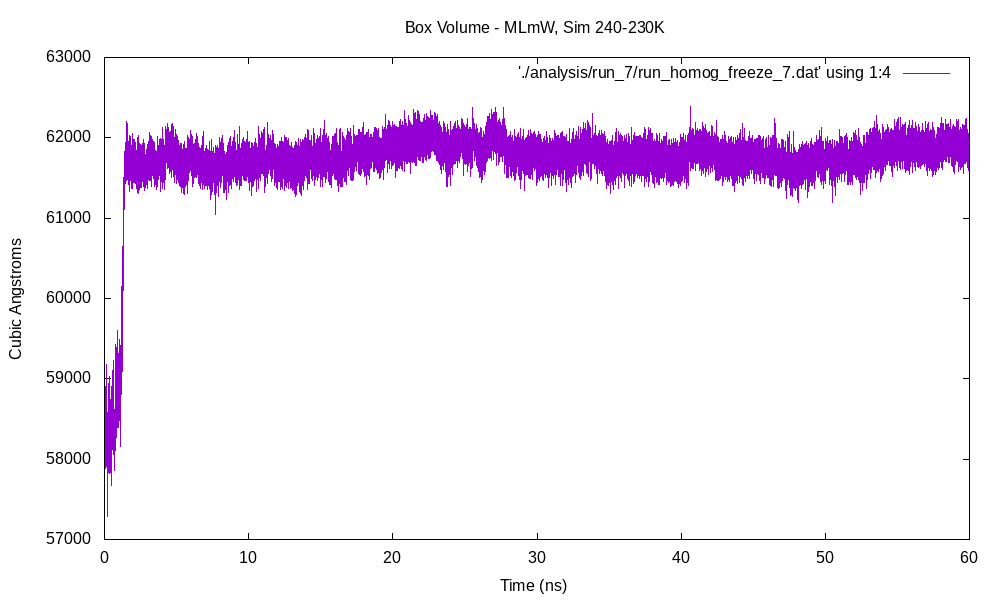 Box Volume - MLmW, Sim 240-230K
'./analysis/run_7/run_homog_freeze_7.dat' using 1:4
63000
62000
61000
60000
59000
58000
57000
Cubic Angstroms
0 10 20 30 40 50 60
Time (ns)